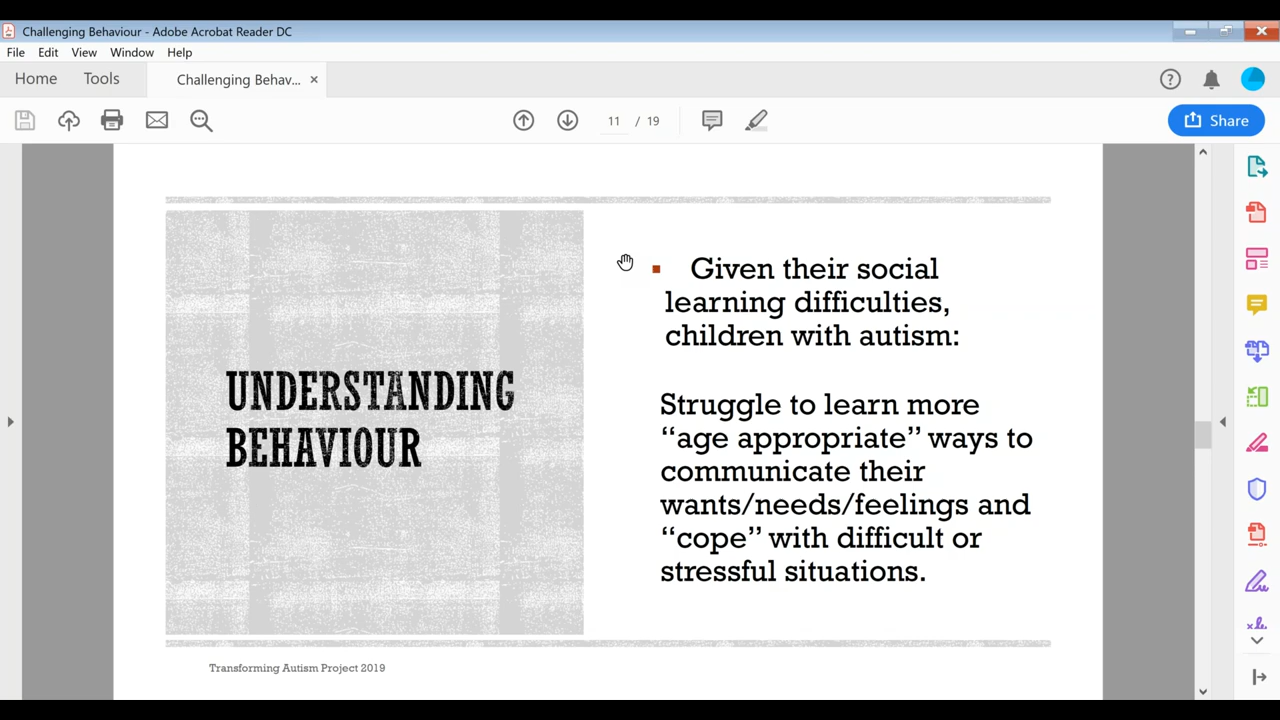 Challenging Behaviour - Adobe Acrobat Reader DC
File Edit View Window Help
Home Tools Challenging Behav... ×
11 / 19
Share
Given their social
learning difficulties,
children with autism:
UNDERSTANDING
BEHAVIOUR
Struggle to learn more
“age appropriate” ways to
communicate their
wants/needs/feelings and
“cope” with difficult or
stressful situations.
Transforming Autism Project 2019